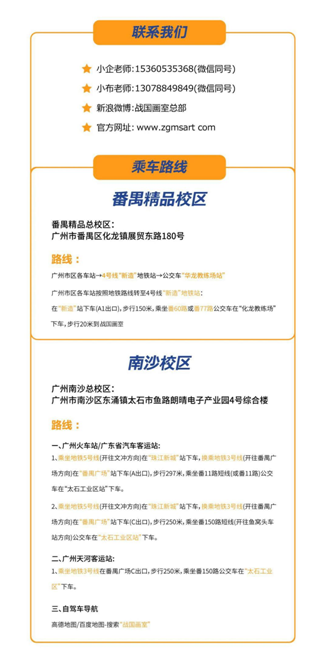 联系我们
小企老师:15360535368(微信同号)
小布老师:13078849849(微信同号)
新浪微博:战国画室总部
官方网址: www.zgmsart com
乘车路线
番禺精品校区
番禺精品总校区：
广州市番禺区化龙镇展贸东路180号
路线：
广州市区各车站→4号线“新造”地铁站→公交车“华龙教练场站”
广州市区各车站按照地铁路线转至4号线“新造”地铁站；
在“新造”站下车(A1出口),步行150米,乘坐番60路或番77路公交车在“化龙教练场”
下车,步行20米到战国画室
南沙校区
广州南沙总校区：
广州市南沙区东涌镇太石市鱼路朗晴电子产业园4号综合楼
路线：
一、广州火车站/广东省汽车客运站:
1、乘坐地铁5号线(开往文冲方向)在“珠江新城”站下车,换乘地铁3号线(开往番禺广
场方向)在“番禺广场”站下车(A出口),步行297米,乘坐番11路短线(或番11路)公交
车在“太石工业区站”下车。
2、乘坐地铁5号线(开往文冲方向)在“珠江新城”站下车,换乘地铁3号线(开往番禺广
场方向)在“番禺广场”站下车(C出口),步行250米,乘坐番150路短线(开往鱼窝头车
站方向)公交车在“太石工业区站”下车。
二、广州天河客运站:
1、乘坐地铁3号线在番禺广场C出口,步行250米,乘坐番150路公交车在“太石工业
区”下车。
三、自驾车导航
高德地图/百度地图-搜索“战国画室”